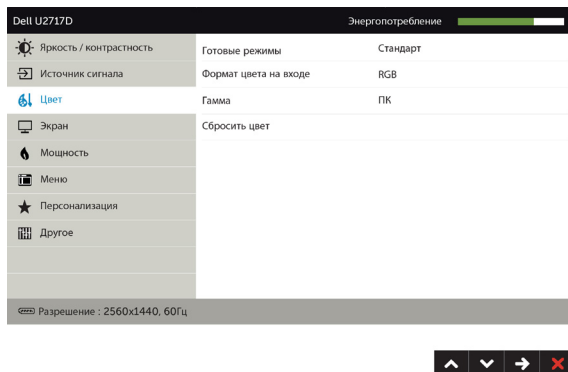 Dell U2717D Энергопотребление
Яркость / контрастность
Готовые режимы Стандарт
Источник сигнала
Формат цвета на входе RGB
Цвет
Гамма ПК
Экран
Сбросить цвет
Мощность
Меню
Персонализация
Другое
Разрешение : 2560x1440, 60Гц